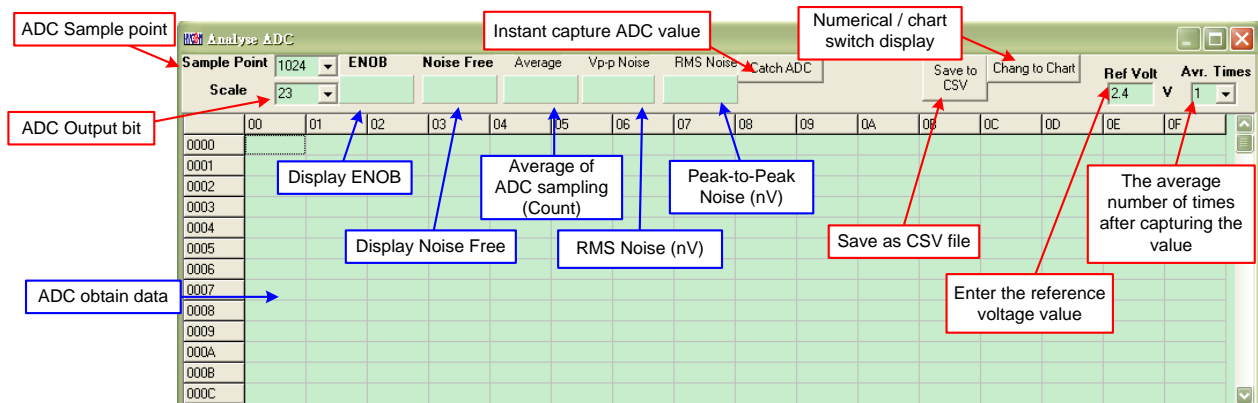 ADC Sample point
Instant capture ADC value
Numerical / chart
switch display
Analyse ADC
Sample Point 1024 ENOB Noise Free Average Vp-p Noise RMS Noise Catch ADC Save to CSV Chang to Chart Ref Volt 2.4 V Avr. Times 1
Scale 23
ADC Output bit
00 01 02 03 04 05 06 07 08 09 0A 0B 0C 0D 0E 0F
0000
0001
0002
0003
0004
0005
0006
0007
0008
0009
000A
000B
000C
Display ENOB
Average of
ADC sampling
(Count)
Peak-to-Peak
Noise (nV)
The average
number of times
after capturing the
value
Display Noise Free
RMS Noise (nV)
Save as CSV file
ADC obtain data
Enter the reference
voltage value